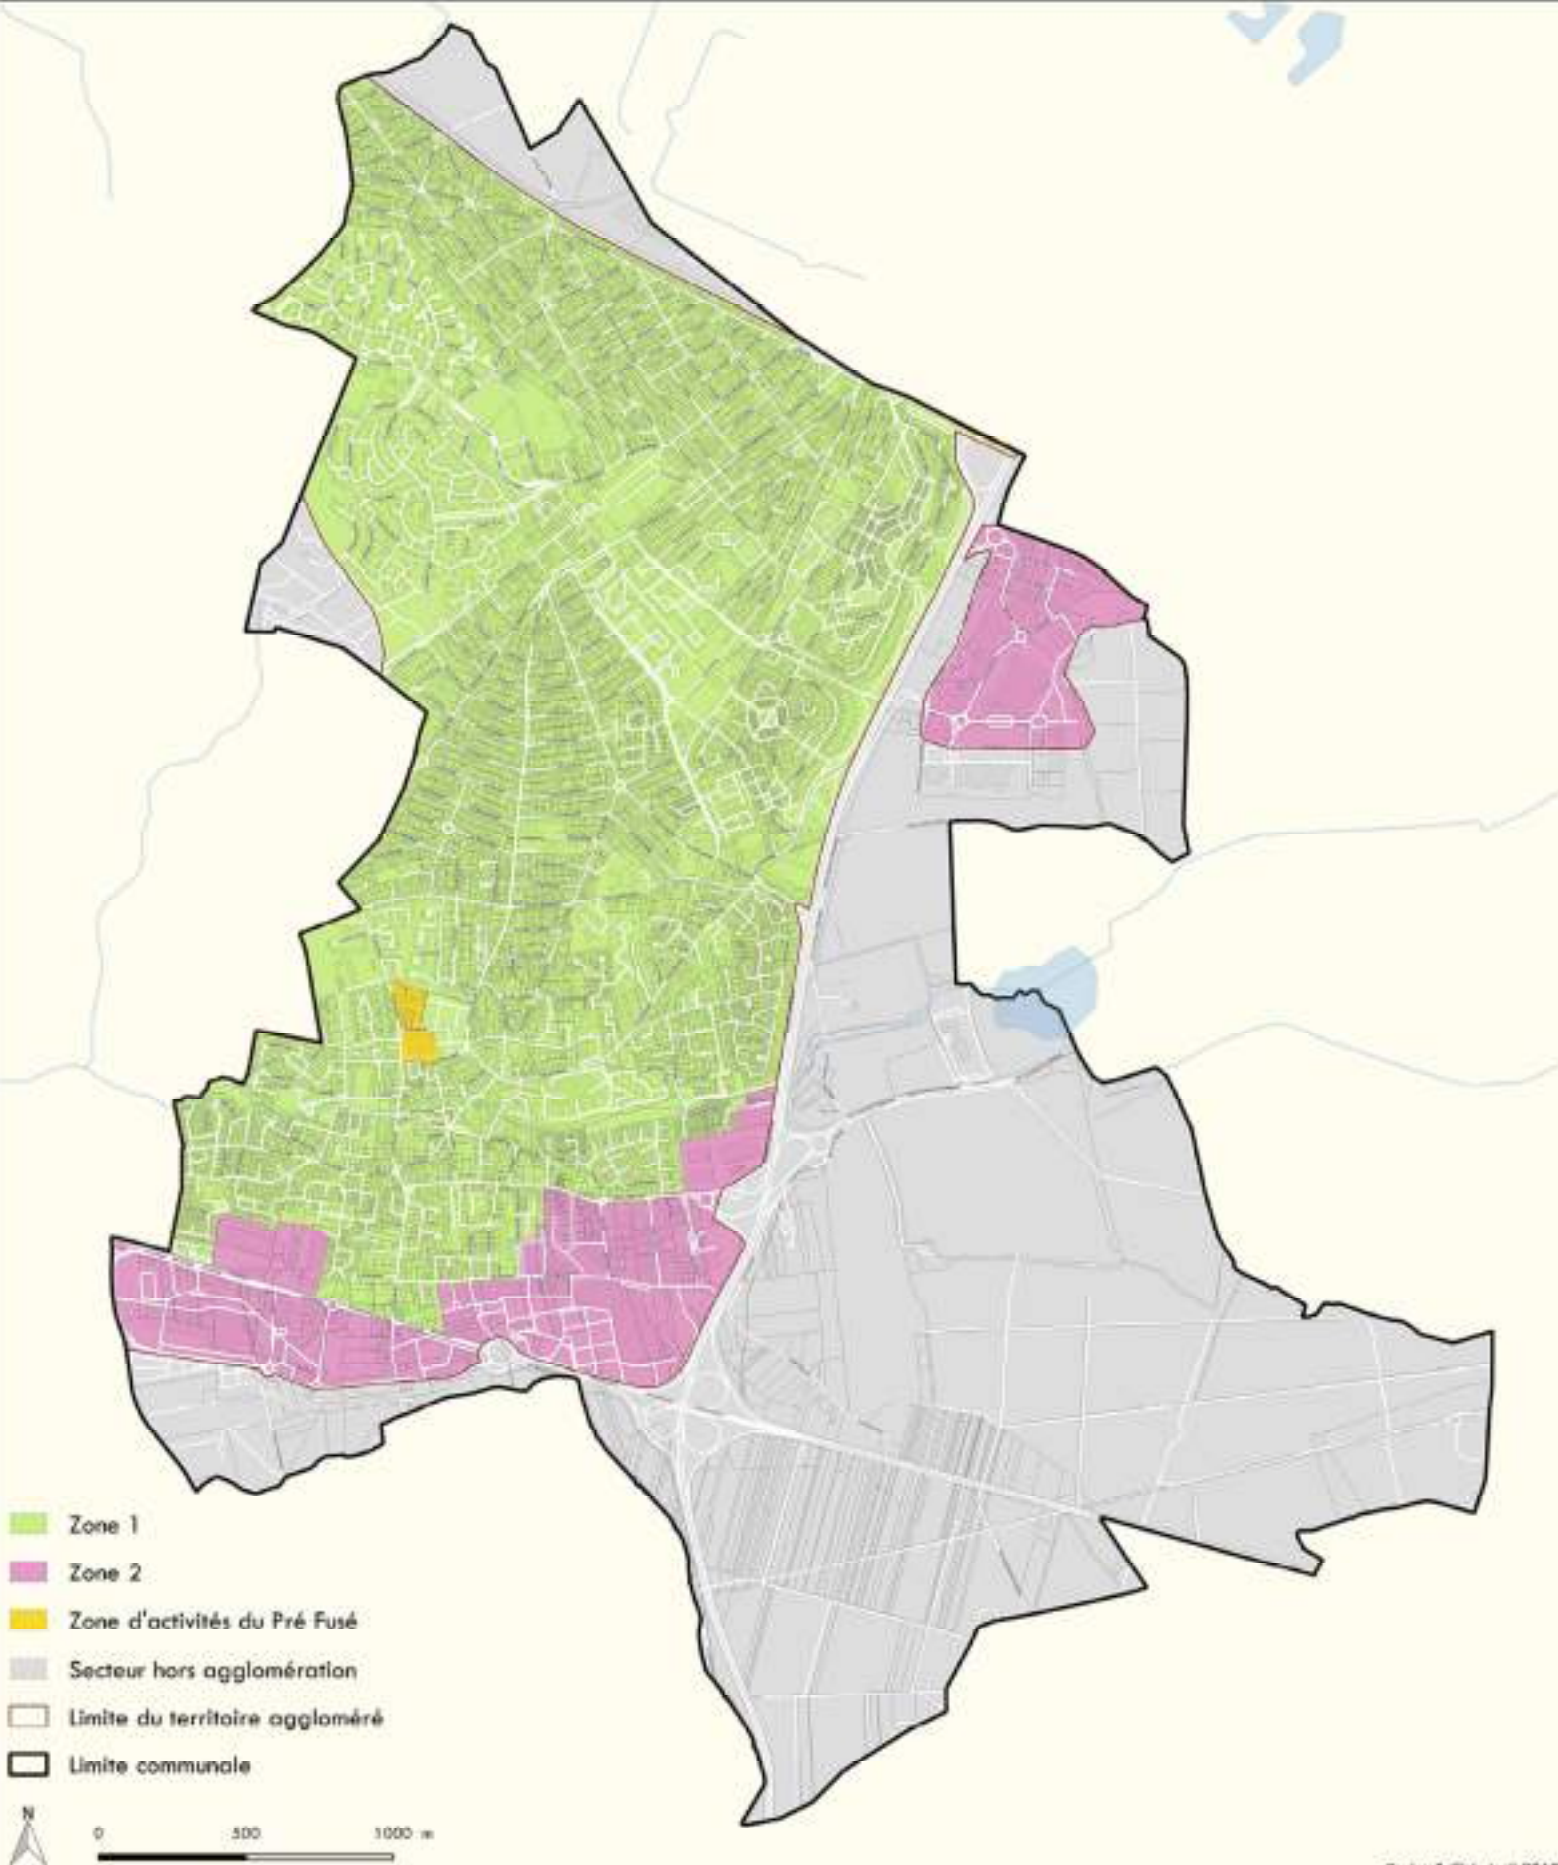 Zone 1
Zone 2
Zone d'activités du Pré Fusé
Secteur hors agglomération
Limite du territoire aggloméré
Limite communale
N
0 500 1000 m